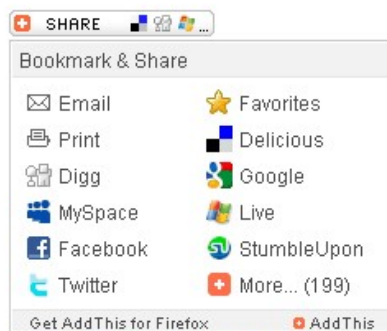 SHARE ...
Bookmark & Share
Email Favorites
Print Delicious
Digg Google
MySpace Live
Facebook StumbleUpon
Twitter More... (199)
Get AddThis for Firefox AddThis